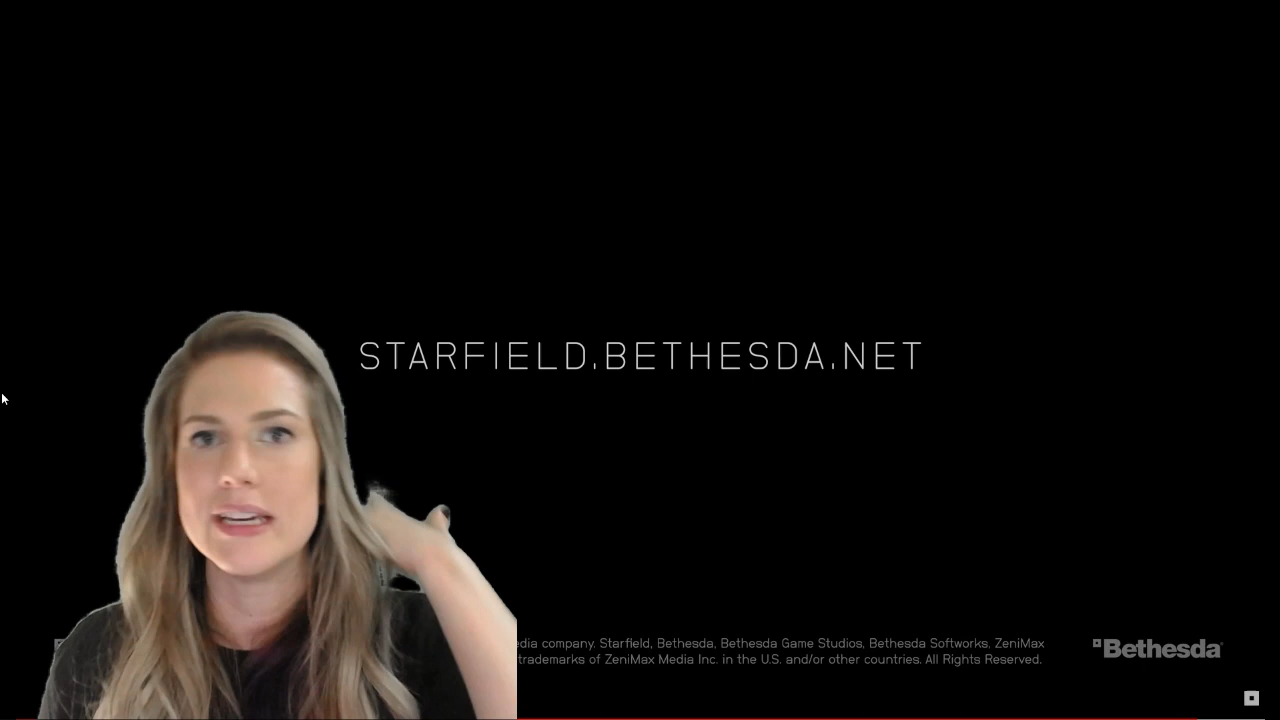 STARFIELD.BETHESDA.NET
media company. Starfield, Bethesda, Bethesda Game Studios, Bethesda Softworks, ZeniMax
trademarks of ZeniMax Media Inc. in the U.S. and/or other countries. All Rights Reserved.
Bethesda